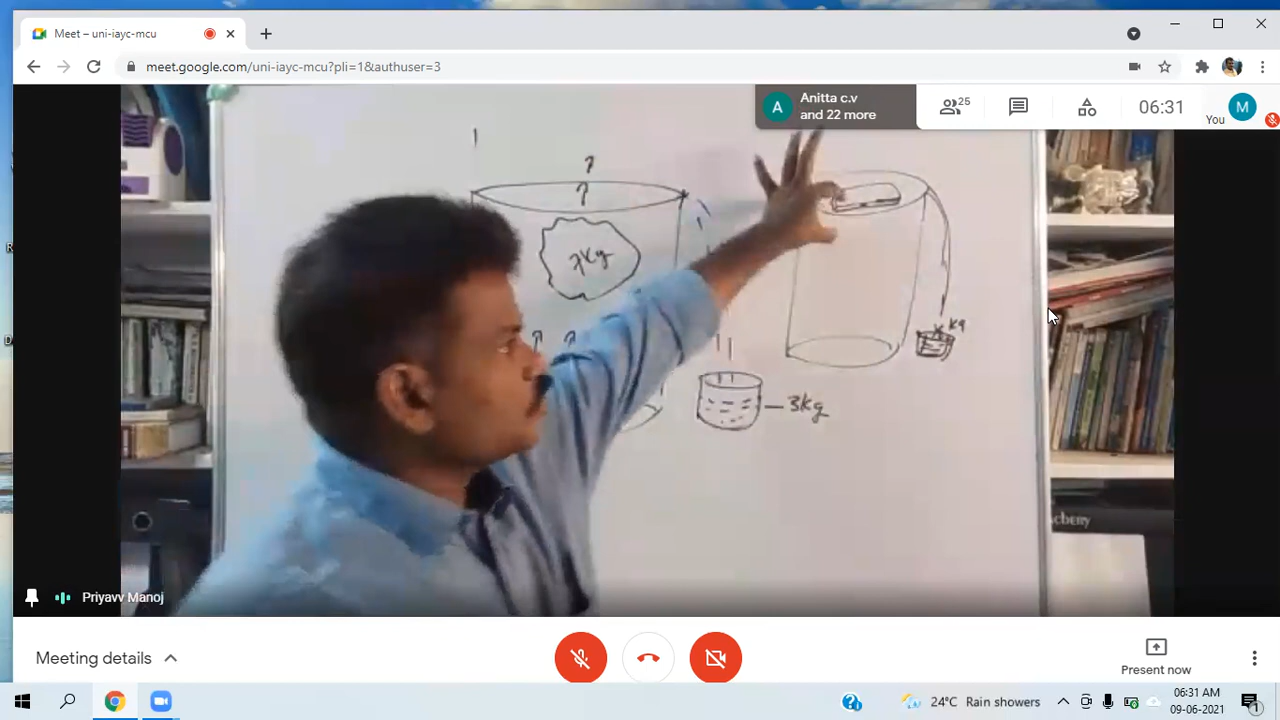 Meet – uni-iayc-mcu
meet.google.com/uni-iayc-mcu?pli=1&authuser=3
Anitta c.v
and 22 more
25
06:31
You
M
A
7Kg
kg
3Kg
Priyavv Manoj
Meeting details
Present now
24°C Rain showers
06:31 AM
09-06-2021
1